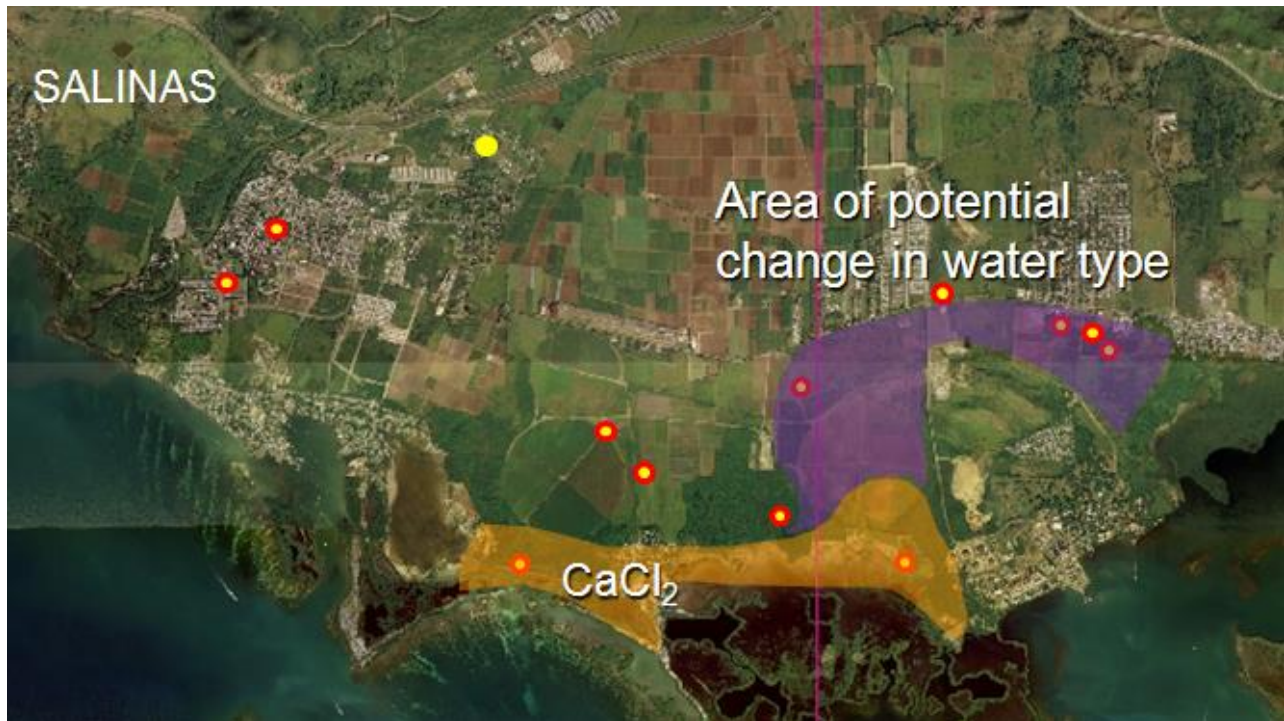 SALINAS
Area of potential
change in water type
CaCl₂